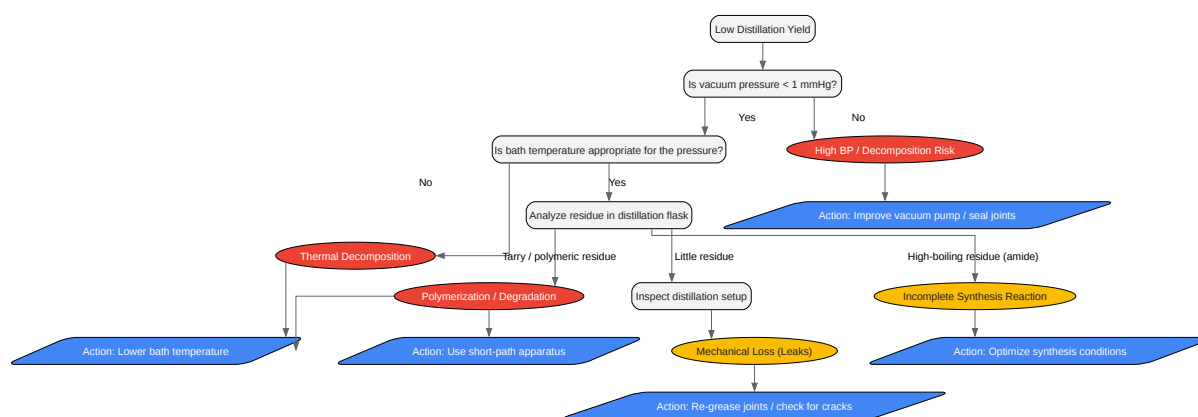 Low Distillation Yield
Is vacuum pressure < 1 mmHg?
Yes
No
Is bath temperature appropriate for the pressure?
High BP / Decomposition Risk
No
Yes
Analyze residue in distillation flask
Action: Improve vacuum pump / seal joints
Thermal Decomposition
Tarry / polymeric residue
Little residue
High-boiling residue (amide)
Polymerization / Degradation
Inspect distillation setup
Incomplete Synthesis Reaction
Action: Lower bath temperature
Action: Use short-path apparatus
Mechanical Loss (Leaks)
Action: Optimize synthesis conditions
Action: Re-grease joints / check for cracks